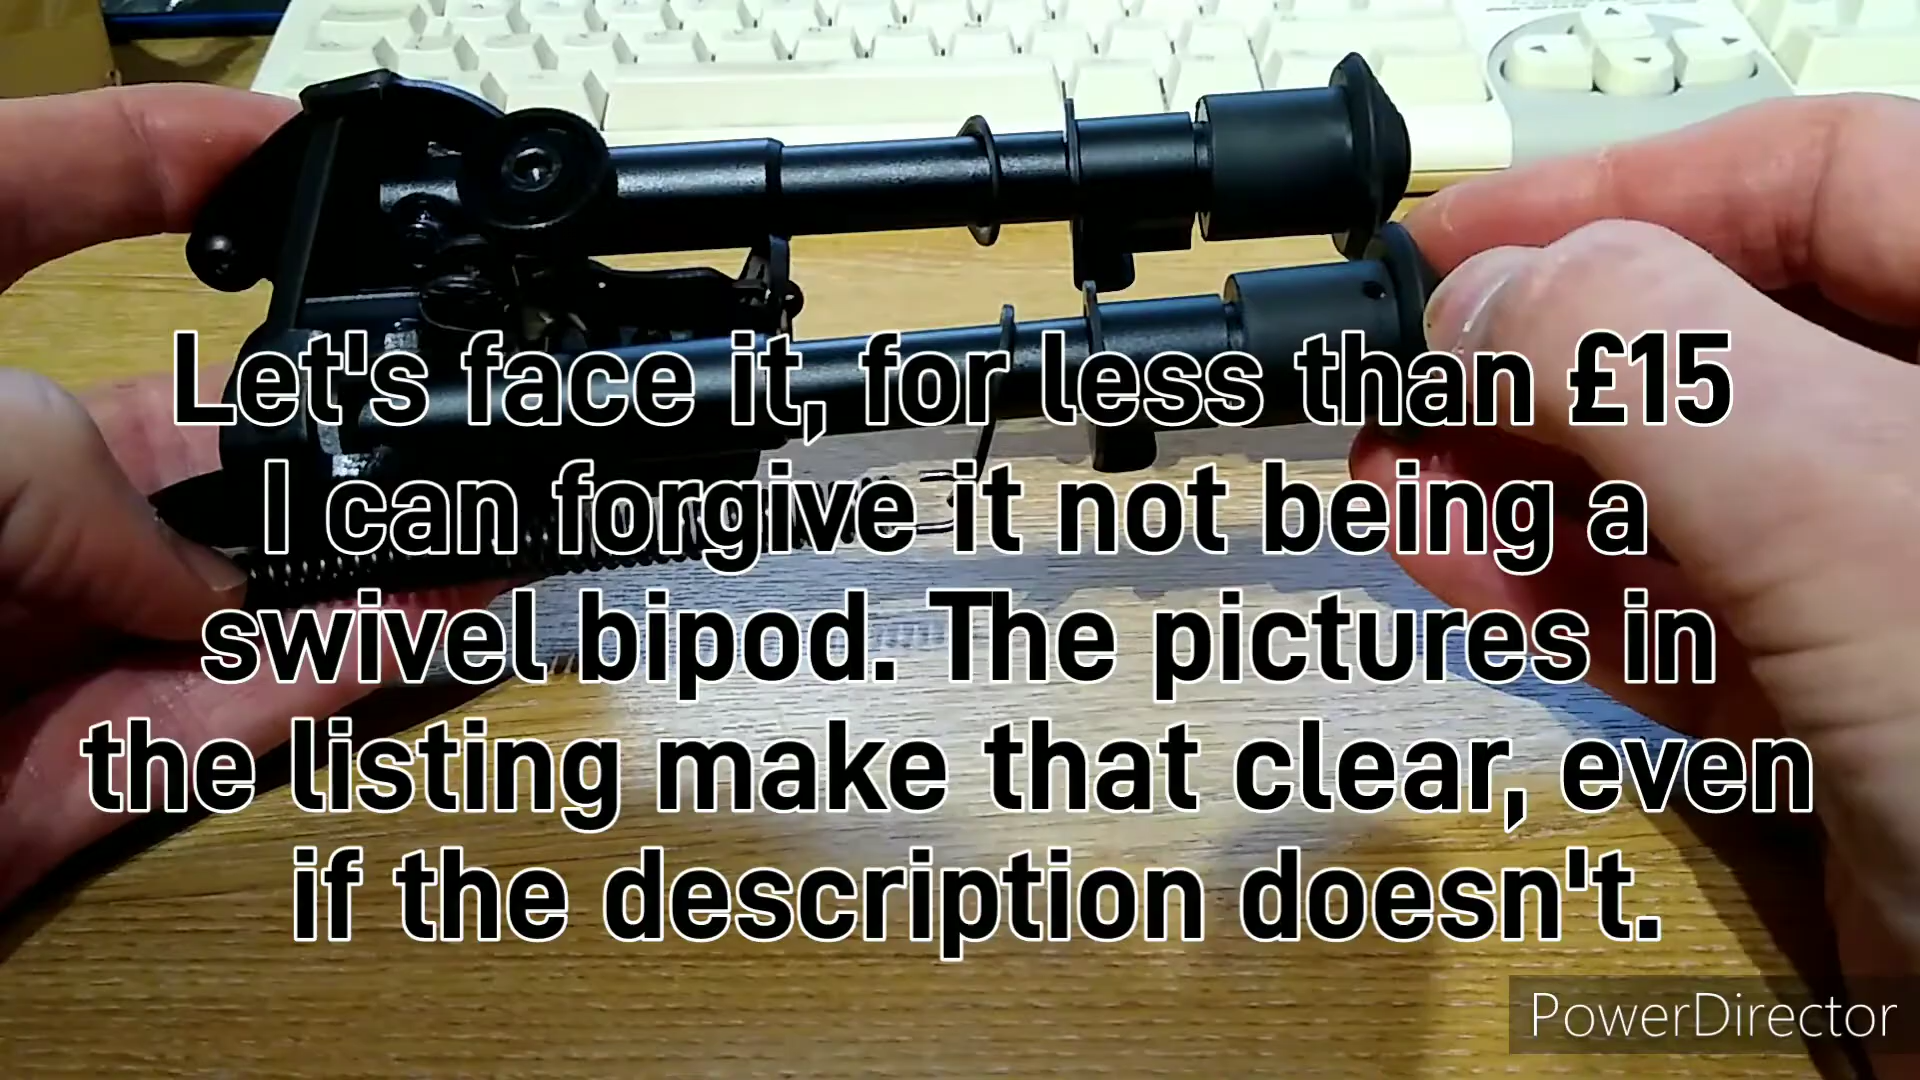 Let's face it, for less than £15
I can forgive it not being a
swivel bipod. The pictures in
the listing make that clear, even
if the description doesn't.
PowerDirector